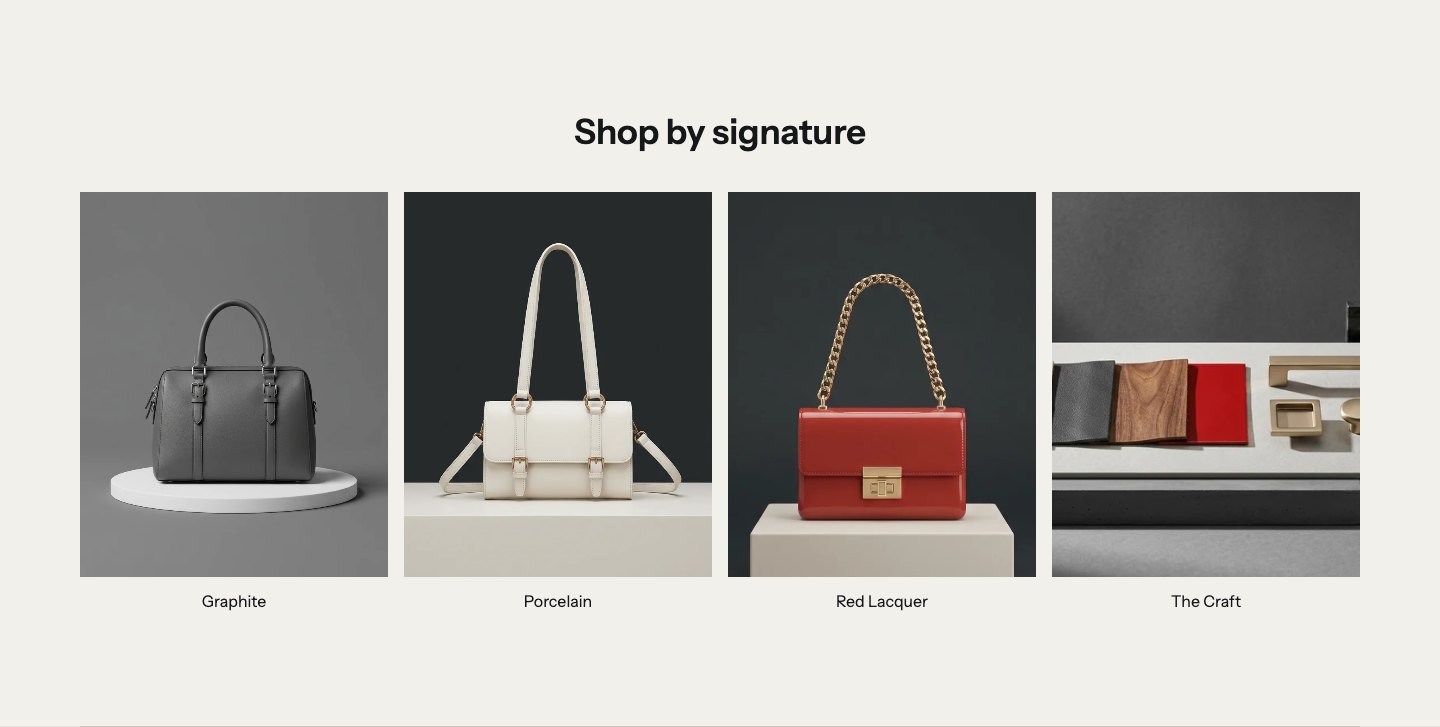 Shop by signature
Graphite
Porcelain
Red Lacquer
The Craft